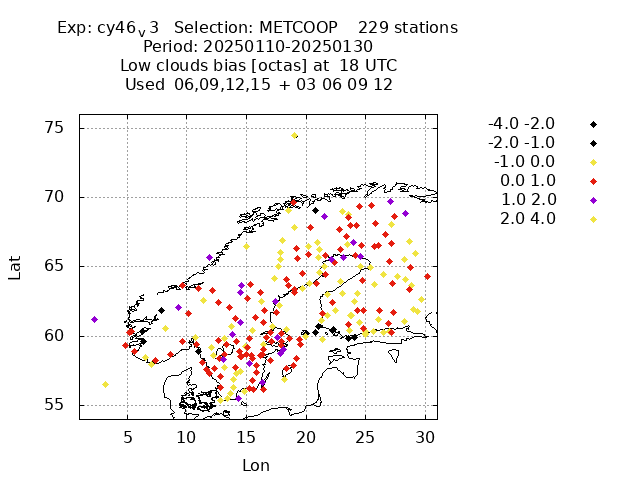 Exp: cy46v3 Selection: METCOOP 229 stations
Period: 20250110-20250130
Low clouds bias [octas] at 18 UTC
Used 06,09,12,15 + 03 06 09 12
-4.0 -2.0
-2.0 -1.0
-1.0 0.0
0.0 1.0
1.0 2.0
2.0 4.0
75
70
65
60
55
Lat
5 10 15 20 25 30
Lon